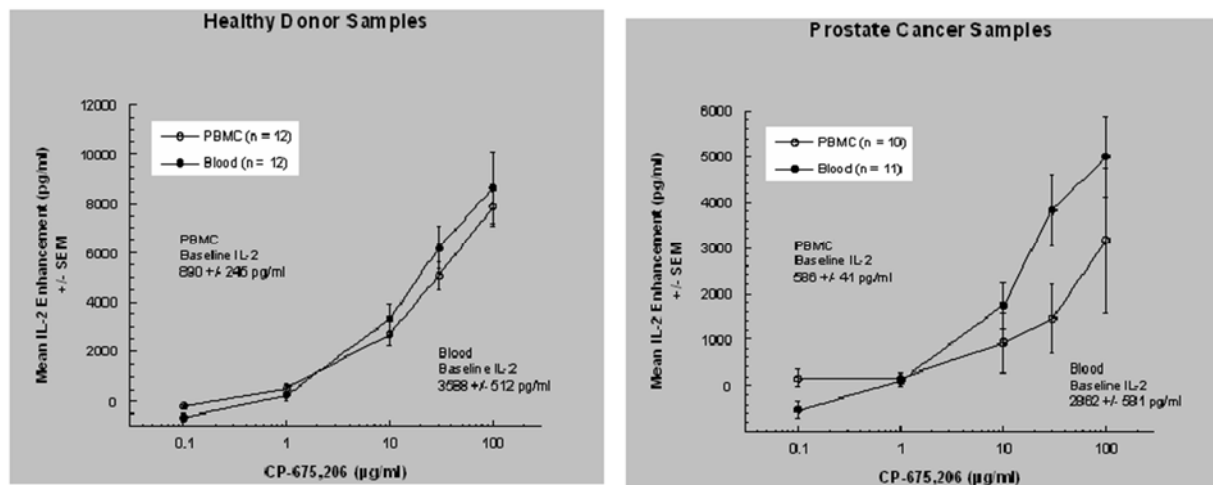 Healthy Donor Samples
12000
10000
8000
6000
4000
2000
0
Mean IL-2 Enhancement (pg/ml)
+/- SEM
PBMC (n = 12)
Blood (n = 12)
PBMC
Baseline IL-2
890 +/- 246 pg/ml
Blood
Baseline IL-2
3588 +/- 512 pg/ml
0.1
1
10
100
CP-675,206 (µg/ml)
Prostate Cancer Samples
6000
5000
4000
3000
2000
1000
0
Mean IL-2 Enhancement (pg/ml)
+/- SEM
PBMC (n = 10)
Blood (n = 11)
PBMC
Baseline IL-2
586 +/- 41 pg/ml
Blood
Baseline IL-2
2862 +/- 581 pg/ml
0.1
1
10
100
CP-675,206 (µg/ml)